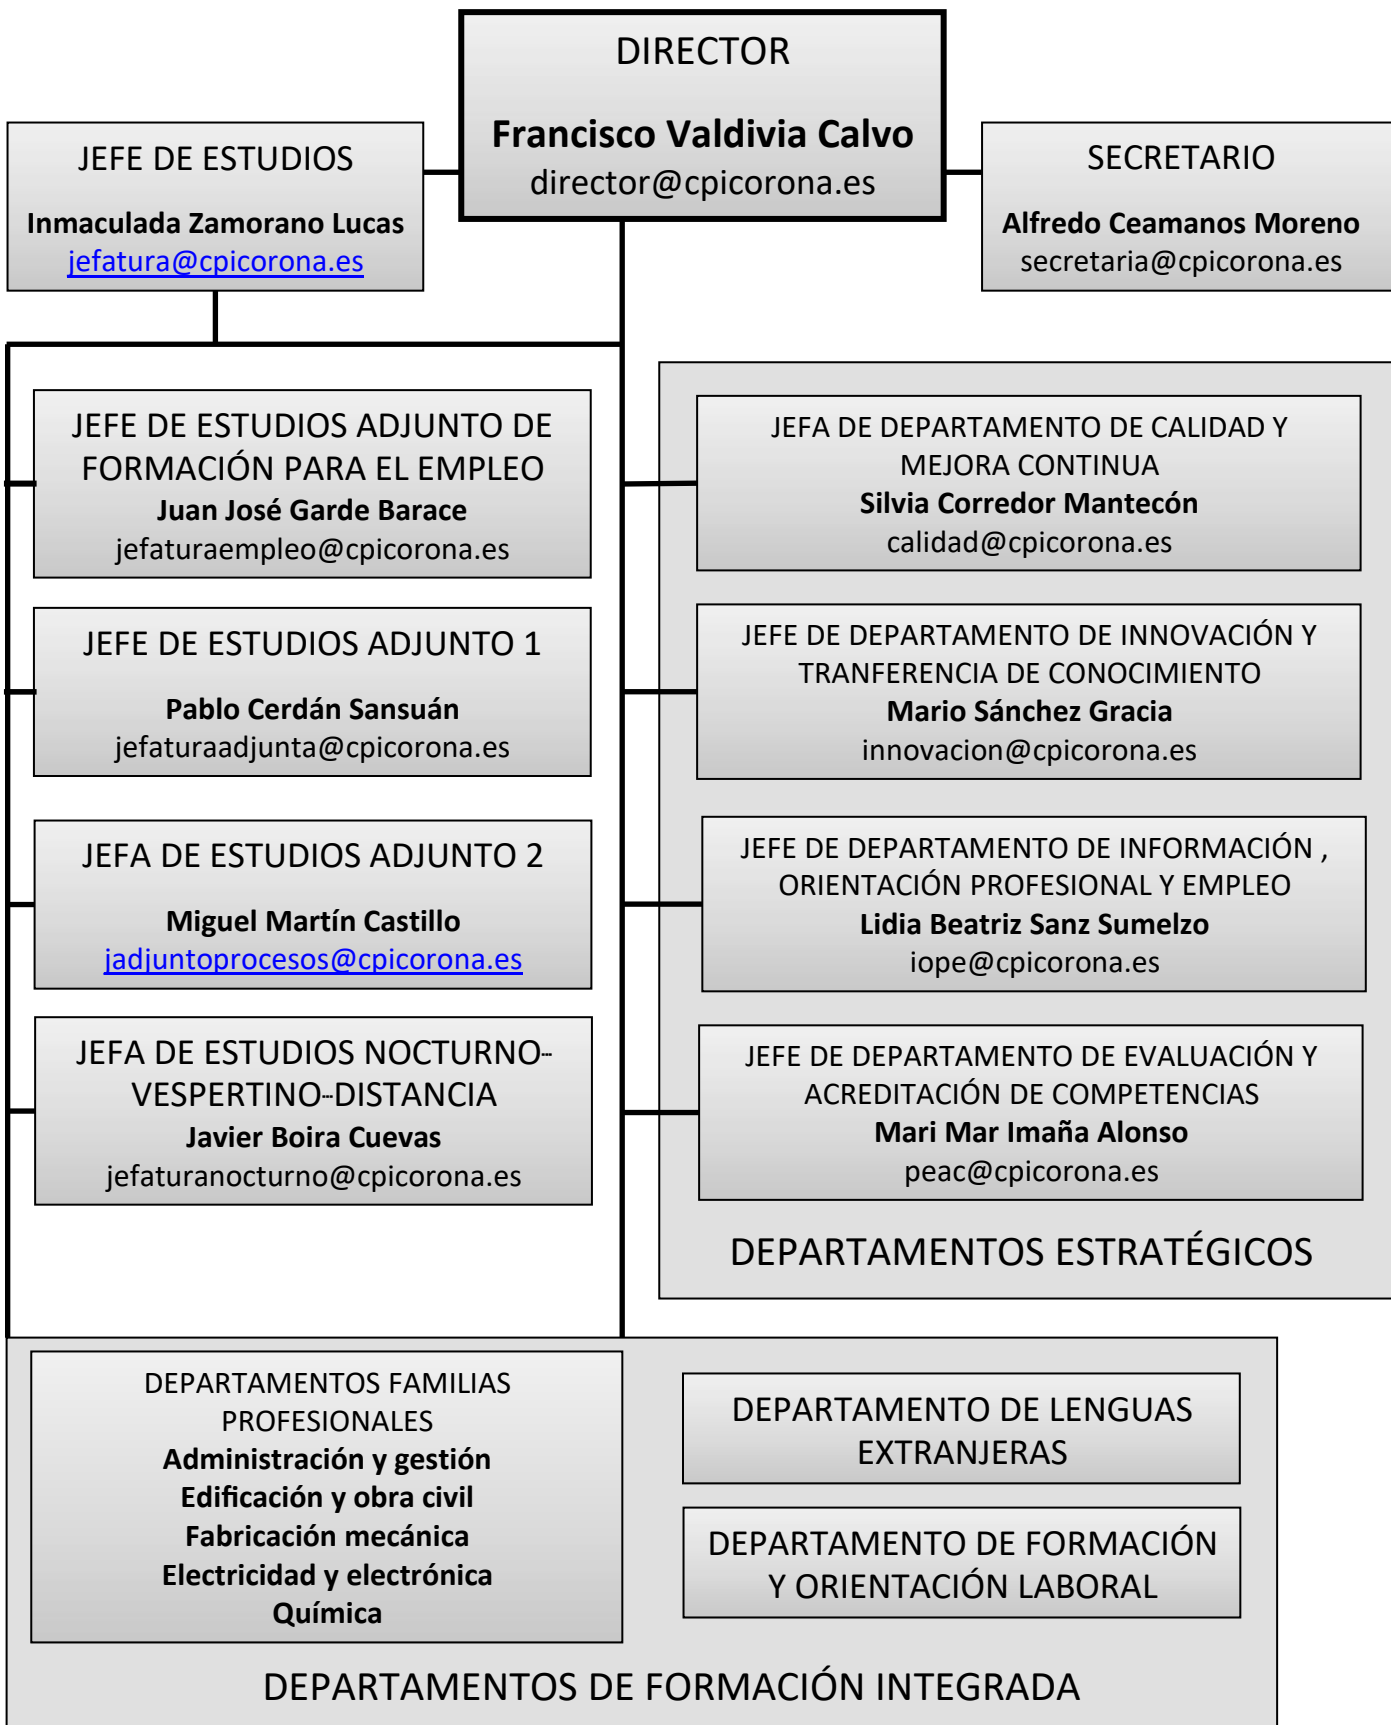 DIRECTOR
Francisco Valdivia Calvo
director@cpicorona.es
JEFE DE ESTUDIOS
Inmaculada Zamorano Lucas
jefatura@cpicorona.es
SECRETARIO
Alfredo Ceamanos Moreno
secretaria@cpicorona.es
JEFE DE ESTUDIOS ADJUNTO DE
FORMACIÓN PARA EL EMPLEO
Juan José Garde Barace
jefaturaempleo@cpicorona.es
JEFE DE ESTUDIOS ADJUNTO 1
Pablo Cerdán Sansuán
jefaturaadjunta@cpicorona.es
JEFA DE ESTUDIOS ADJUNTO 2
Miguel Martín Castillo
jadjuntoprocesos@cpicorona.es
JEFA DE ESTUDIOS NOCTURNO-
VESPERTINO-DISTANCIA
Javier Boira Cuevas
jefaturanocturno@cpicorona.es
JEFA DE DEPARTAMENTO DE CALIDAD Y
MEJORA CONTINUA
Silvia Corredor Mantecón
calidad@cpicorona.es
JEFE DE DEPARTAMENTO DE INNOVACIÓN Y
TRANFERENCIA DE CONOCIMIENTO
Mario Sánchez Gracia
innovacion@cpicorona.es
JEFE DE DEPARTAMENTO DE INFORMACIÓN ,
ORIENTACIÓN PROFESIONAL Y EMPLEO
Lidia Beatriz Sanz Sumelzo
iope@cpicorona.es
JEFE DE DEPARTAMENTO DE EVALUACIÓN Y
ACREDITACIÓN DE COMPETENCIAS
Mari Mar Imaña Alonso
peac@cpicorona.es
DEPARTAMENTOS ESTRATÉGICOS
DEPARTAMENTOS FAMILIAS
PROFESIONALES
Administración y gestión
Edificación y obra civil
Fabricación mecánica
Electricidad y electrónica
Química
DEPARTAMENTO DE LENGUAS
EXTRANJERAS
DEPARTAMENTO DE FORMACIÓN
Y ORIENTACIÓN LABORAL
DEPARTAMENTOS DE FORMACIÓN INTEGRADA